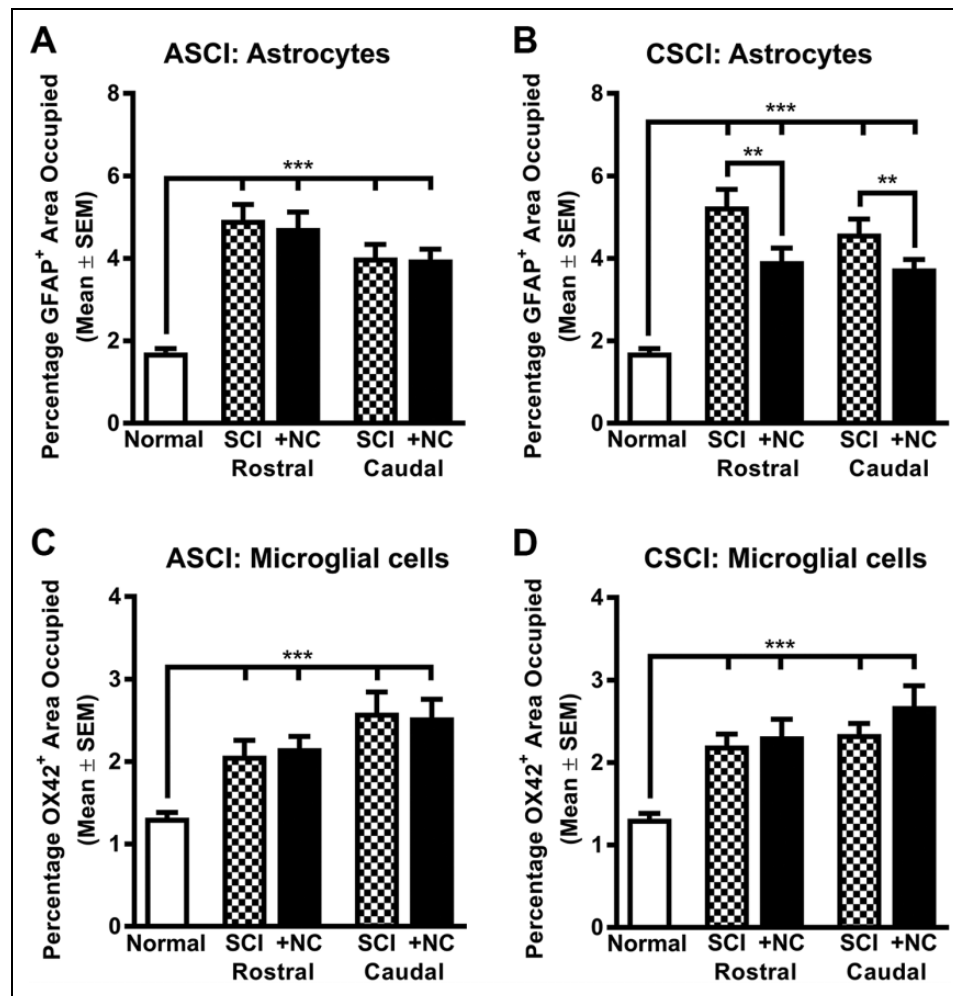 A
ASCI: Astrocytes
Percentage GFAP⁺ Area Occupied
(Mean ± SEM)
8
6
4
2
0
***
Normal SCI +NC SCI +NC
Rostral Caudal
B
CSCI: Astrocytes
Percentage GFAP⁺ Area Occupied
(Mean ± SEM)
8
6
4
2
0
***
**
**
Normal SCI +NC SCI +NC
Rostral Caudal
C
ASCI: Microglial cells
Percentage OX42⁺ Area Occupied
(Mean ± SEM)
4
3
2
1
0
***
Normal SCI +NC SCI +NC
Rostral Caudal
D
CSCI: Microglial cells
Percentage OX42⁺ Area Occupied
(Mean ± SEM)
4
3
2
1
0
***
Normal SCI +NC SCI +NC
Rostral Caudal